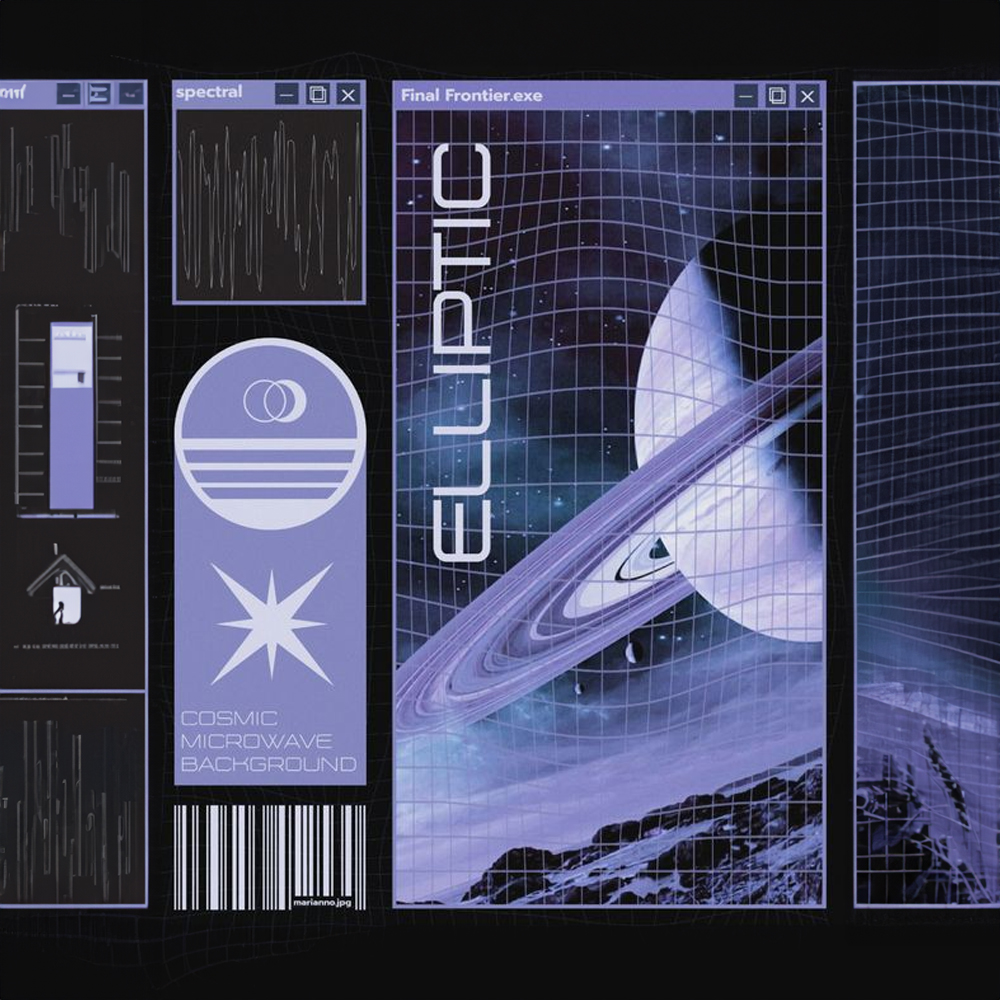 spectral
COSMIC
MICROWAVE
BACKGROUND
marianno.jpg
Final Frontier.exe
ELLIPTIC